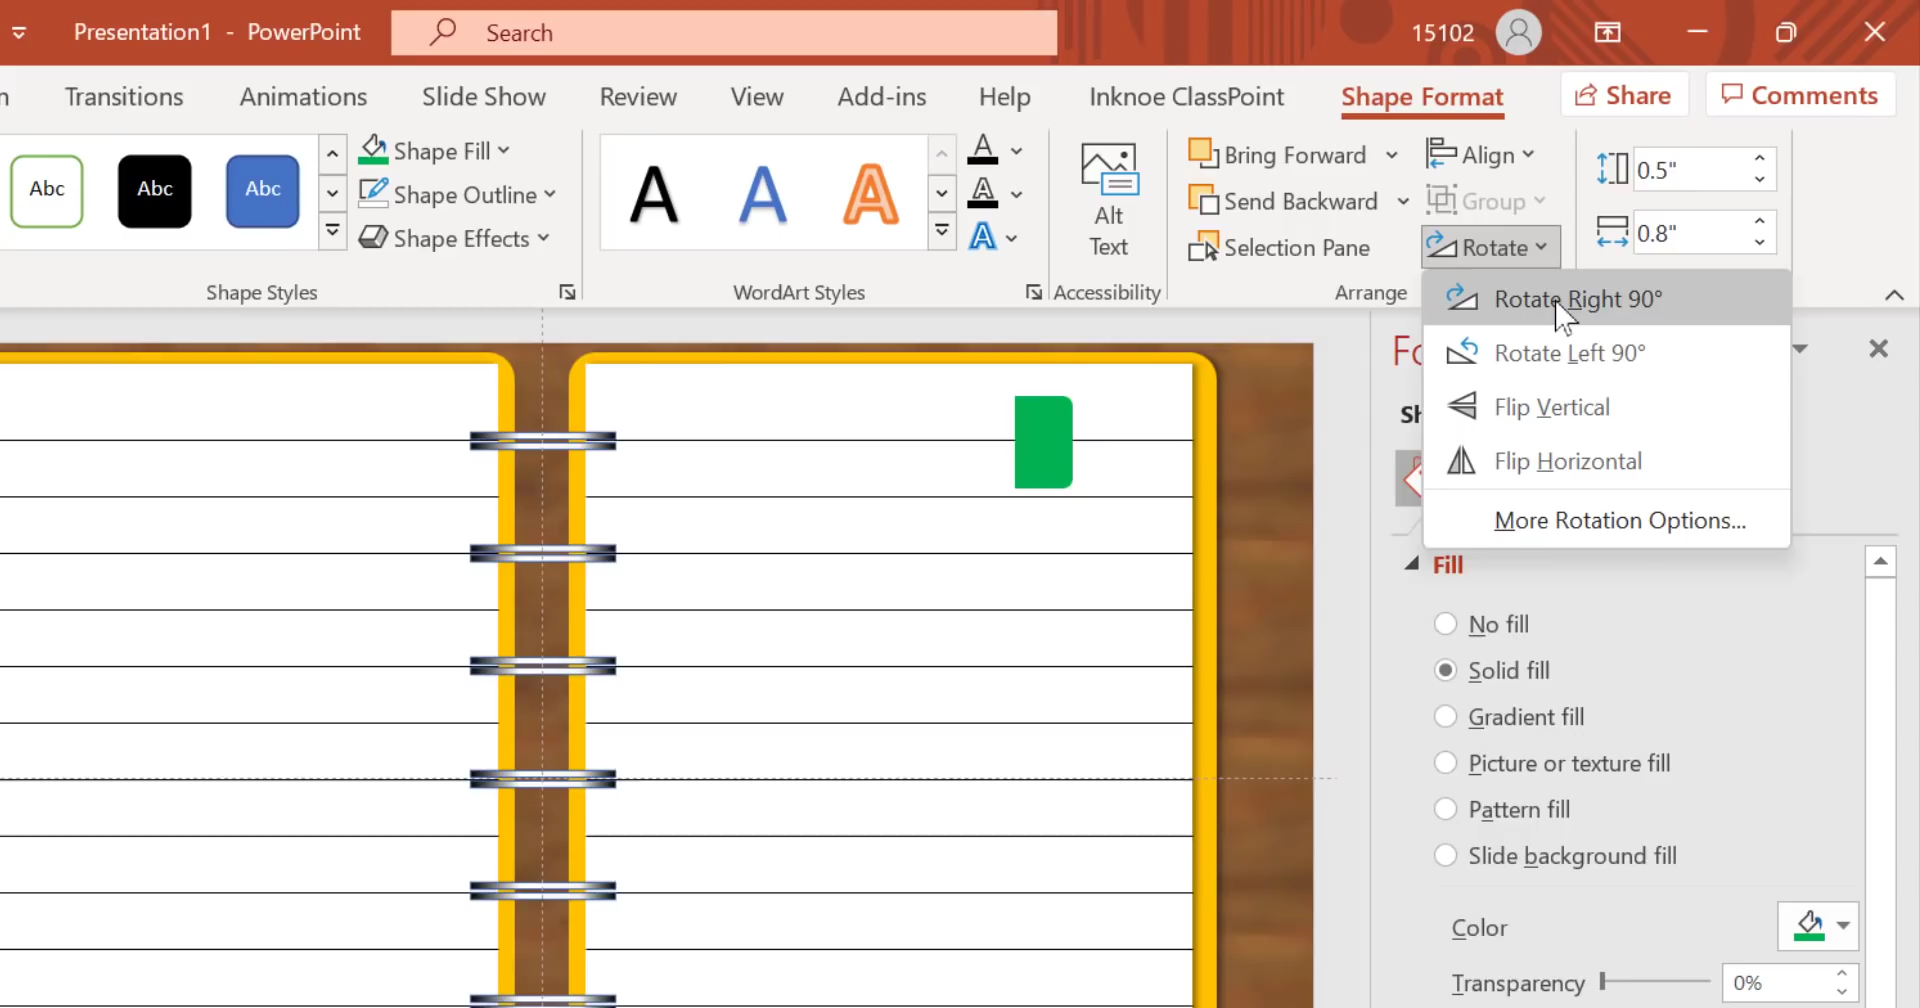 Presentation1 - PowerPoint
Search
15102
Transitions
Animations
Slide Show
Review
View
Add-ins
Help
Inknoe ClassPoint
Shape Format
Share
Comments
Abc
Abc
Abc
Shape Fill
Shape Outline
Shape Effects
Shape Styles
A
A
A
A
A
A
WordArt Styles
Alt
Text
Accessibility
Bring Forward
Send Backward
Selection Pane
Align
Group
Rotate
Arrange
0.5"
0.8"
Rotate Right 90°
Rotate Left 90°
Flip Vertical
Flip Horizontal
More Rotation Options...
Fill
No fill
Solid fill
Gradient fill
Picture or texture fill
Pattern fill
Slide background fill
Color
Transparency
0%